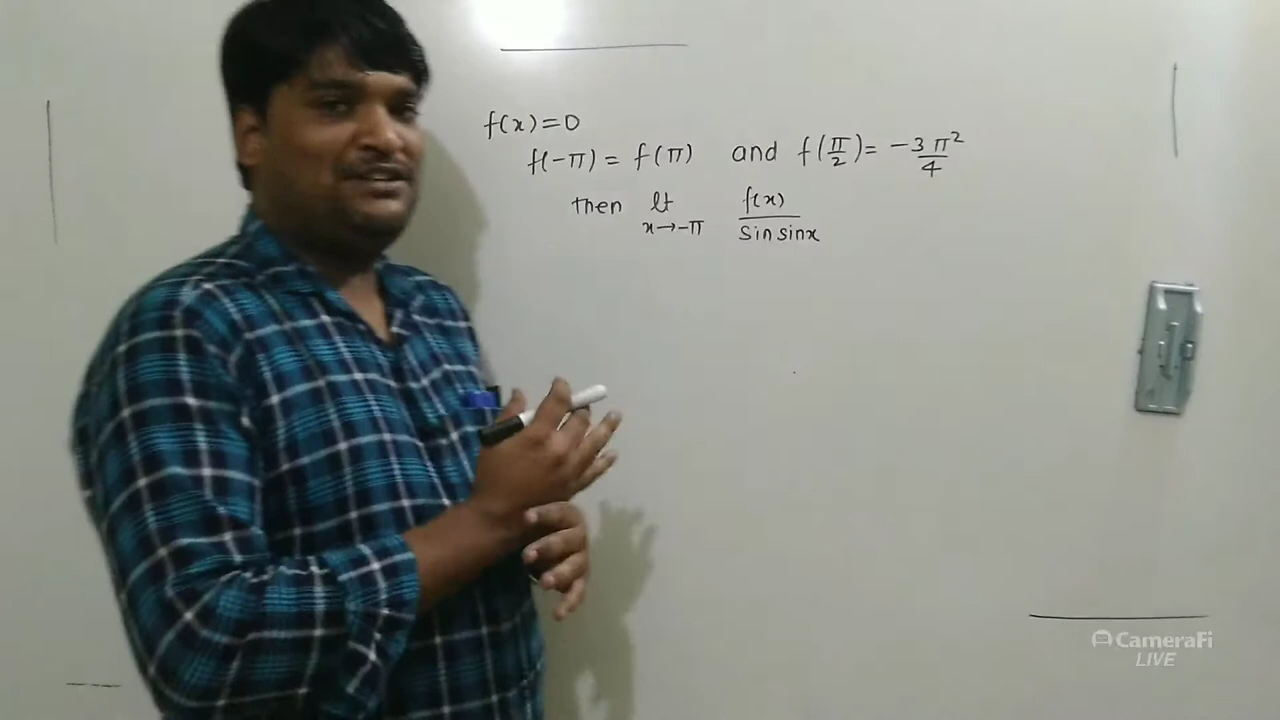 f(x)=0
f(-π) = f(π) and f(π/2) = -3π²/4
then lt x→-π f(x)/sin sinx
CameraFi
LIVE